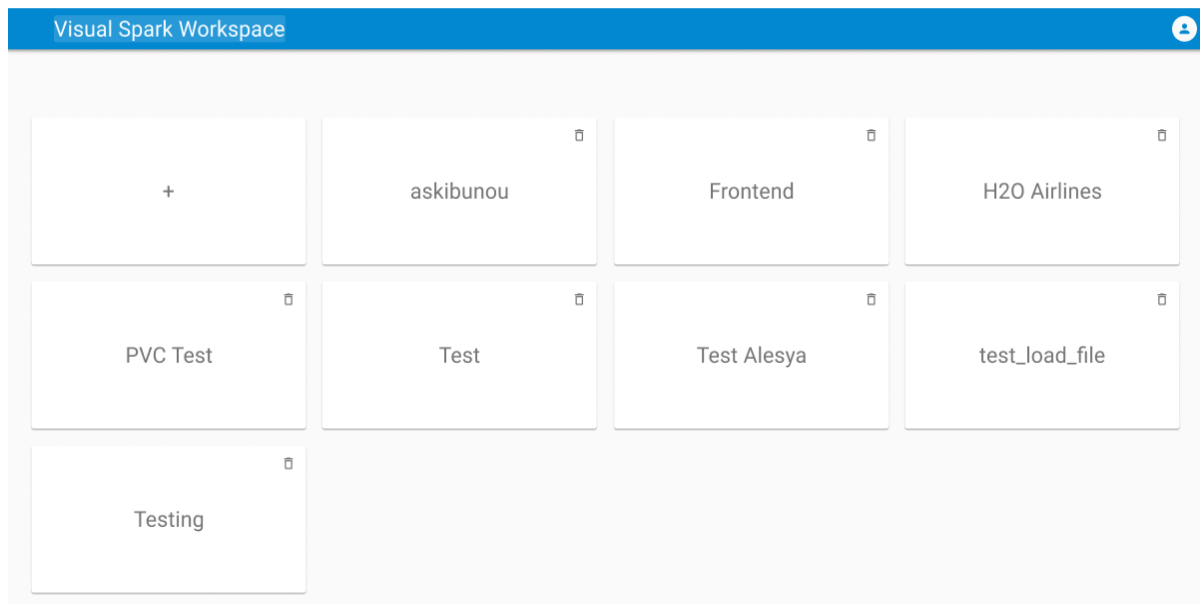 Visual Spark Workspace
+
askibunou
Frontend
H2O Airlines
PVC Test
Test
Test Alesya
test_load_file
Testing